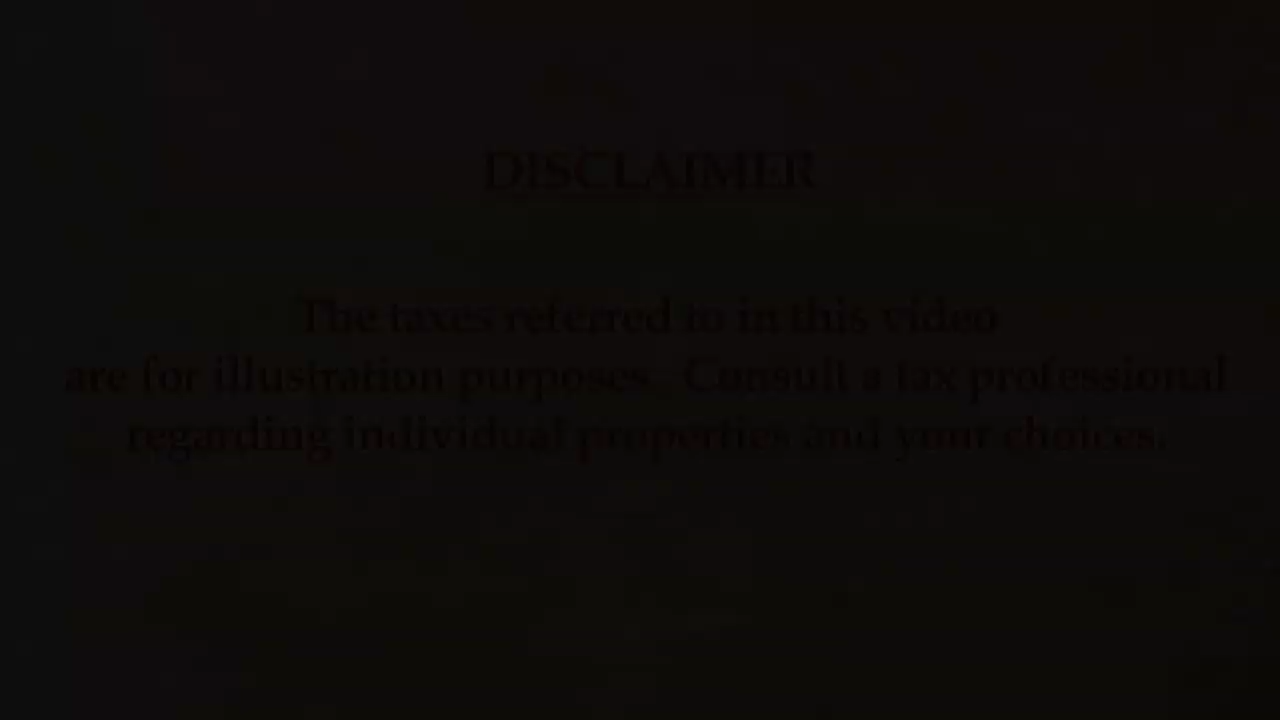 DISCLAIMER
The taxes referred to in this video
are for illustration purposes. Consult a tax professional
regarding individual properties and your choices.